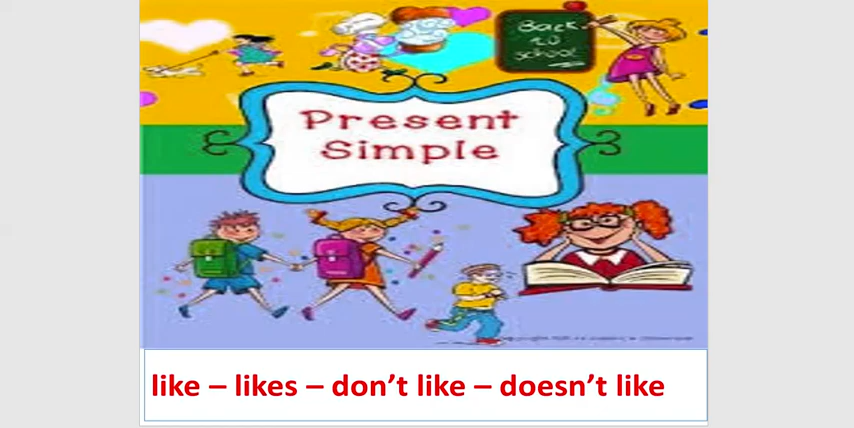 Back
to
school
Present
Simple
like – likes – don't like – doesn't like